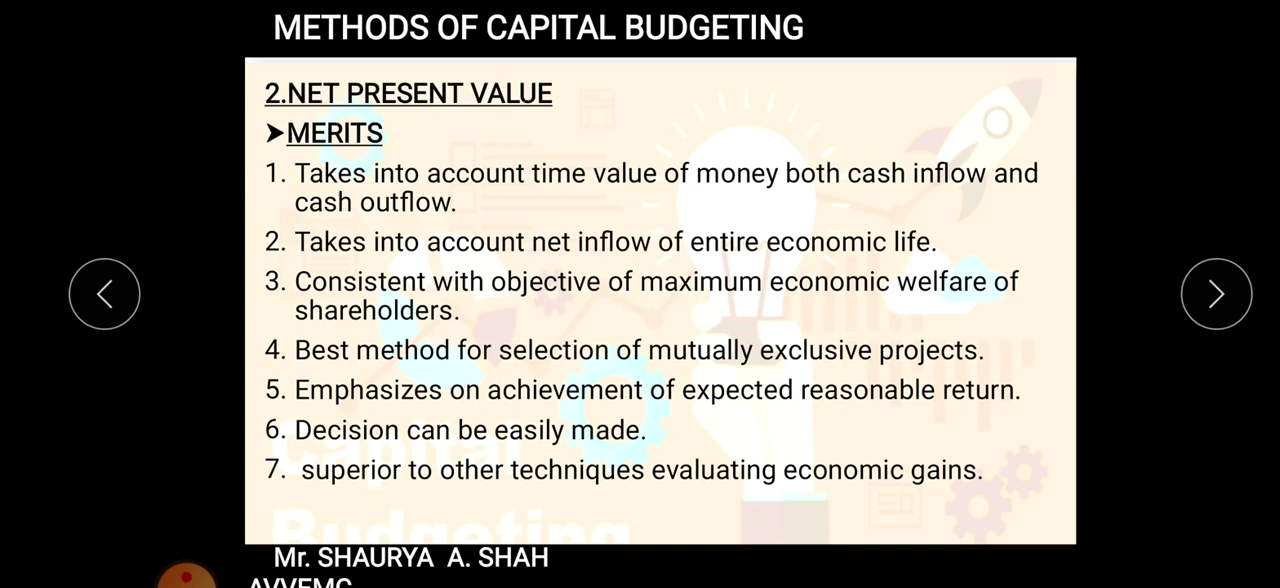 METHODS OF CAPITAL BUDGETING
2.NET PRESENT VALUE
➤MERITS
1. Takes into account time value of money both cash inflow and
cash outflow.
2. Takes into account net inflow of entire economic life.
3. Consistent with objective of maximum economic welfare of
shareholders.
4. Best method for selection of mutually exclusive projects.
5. Emphasizes on achievement of expected reasonable return.
6. Decision can be easily made.
7. superior to other techniques evaluating economic gains.
Capital
Budgeting
Mr. SHAURYA A. SHAH